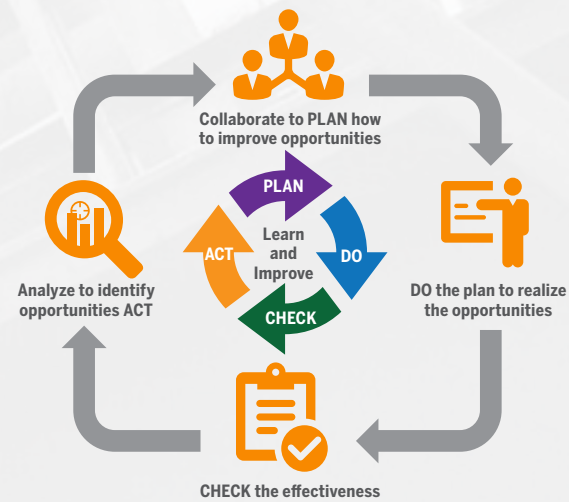 Collaborate to PLAN how
to improve opportunities
PLAN
Learn
and
Improve
ACT
DO
CHECK
Analyze to identify
opportunities ACT
DO the plan to realize
the opportunities
CHECK the effectiveness